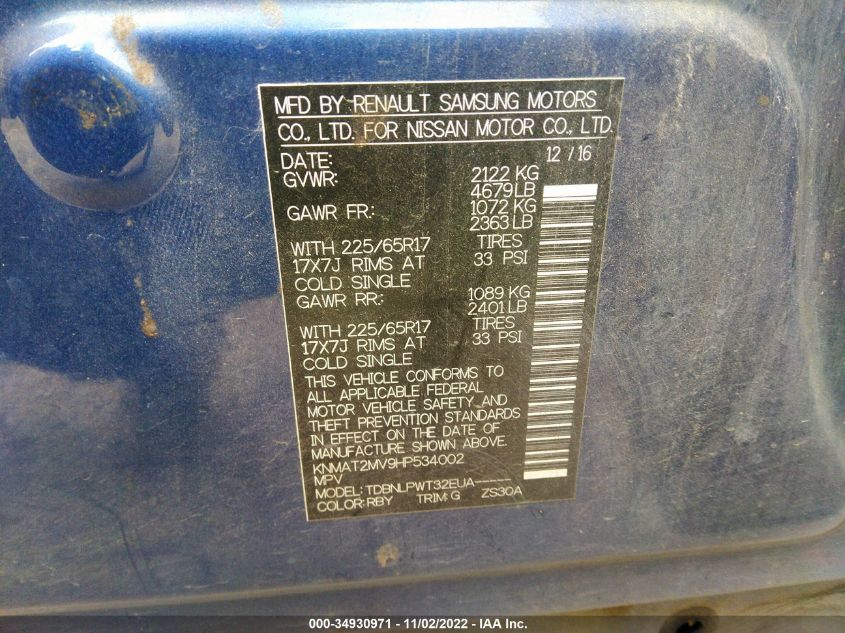 MFD BY RENAULT SAMSUNG MOTORS
CO., LTD. FOR NISSAN MOTOR CO., LTD.
DATE: 12 / 16
GVWR: 2122 KG
4679LB
GAWR FR.: 1072 KG
2363 LB
WITH 225/65R17 TIRES
17X7J RIMS AT 33 PSI
COLD SINGLE
GAWR RR.: 1089 KG
2401 LB
WITH 225/65R17 TIRES
17X7J RIMS AT 33 PSI
COLD SINGLE
THIS VEHICLE CONFORMS TO
ALL APPLICABLE FEDERAL
MOTOR VEHICLE SAFETY AND
THEFT PREVENTION STANDARDS
IN EFFECT ON THE DATE OF
MANUFACTURE SHOWN ABOVE.
KNMAT2MV9HP534002
MPV
MODEL: TDBNLPWT32EUA-----
COLOR:RBY TRIM: G ZS30A
000-34930971 - 11/02/2022 - IAA Inc.